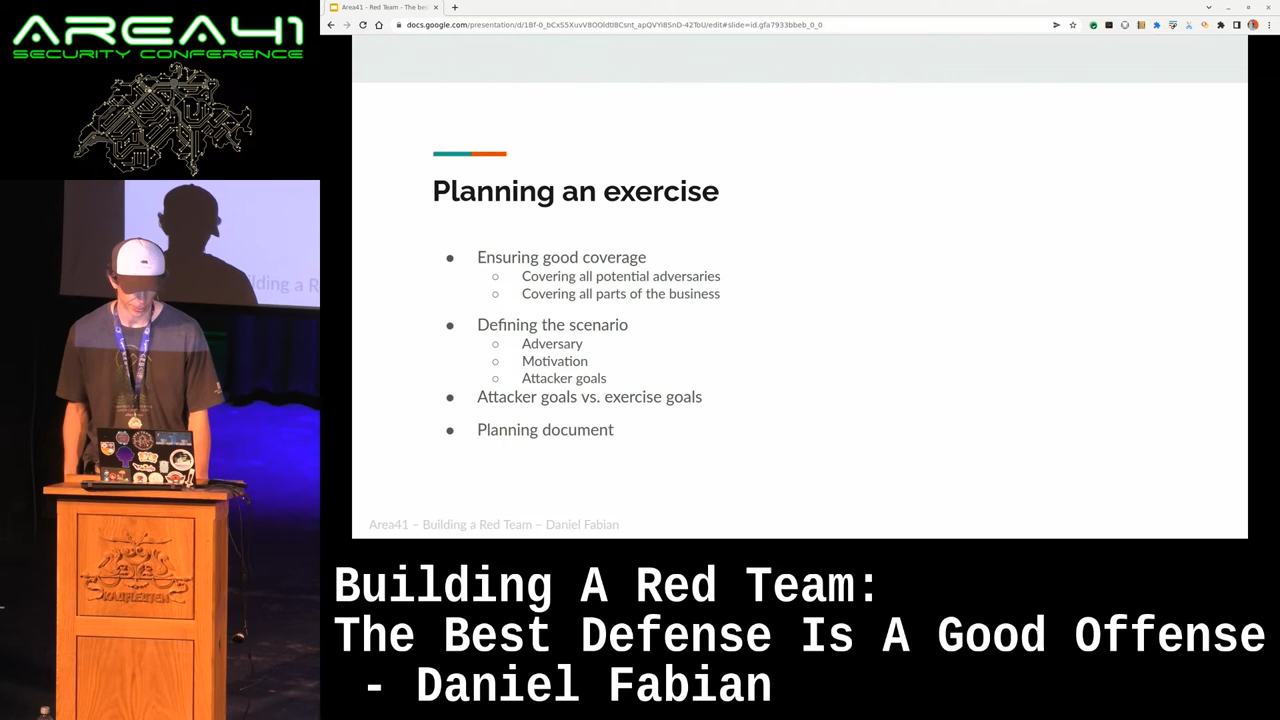 AREA41
SECURITY CONFERENCE
Area41 - Red Team - The bes
docs.google.com/presentation/d/1Bf-0_bCxS5XuvV8OOldtI8Csnt_apQVYi8SnD-42ToU/edit#slide=id.gfa7933bbeb_0_0
Planning an exercise
● Ensuring good coverage
○ Covering all potential adversaries
○ Covering all parts of the business
● Defining the scenario
○ Adversary
○ Motivation
○ Attacker goals
● Attacker goals vs. exercise goals
● Planning document
Area41 – Building a Red Team – Daniel Fabian
ilding a R
KAUFLEUTEN
Building A Red Team:
The Best Defense Is A Good Offense
- Daniel Fabian